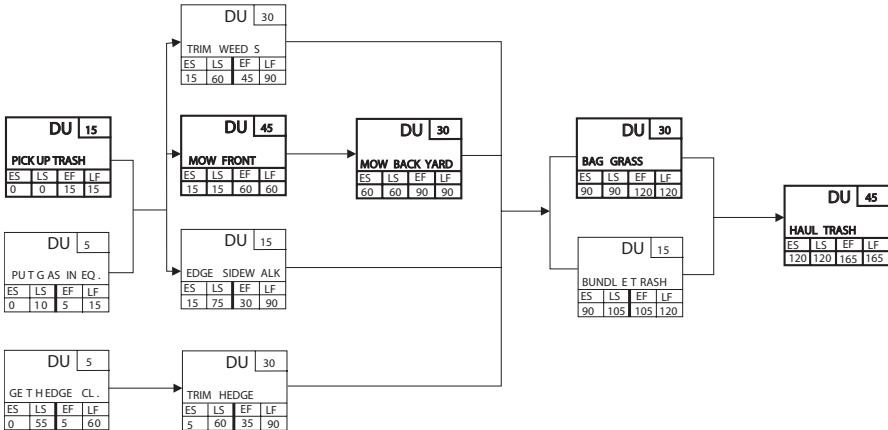 DU 30
TRIM WEED S
ES LS EF LF
15 60 45 90
DU 15
PICK UP TRASH
ES LS EF LF
0 0 15 15
DU 45
MOW FRONT
ES LS EF LF
15 15 60 60
DU 30
MOW BACK YARD
ES LS EF LF
60 60 90 90
DU 30
BAG GRASS
ES LS EF LF
90 90 120 120
DU 45
HAUL TRASH
ES LS EF LF
120 120 165 165
DU 5
PU T G AS IN EQ .
ES LS EF LF
0 10 5 15
DU 15
EDGE SIDEW ALK
ES LS EF LF
15 75 30 90
DU 15
BUNDL E T RASH
ES LS EF LF
90 105 105 120
DU 5
GE T H EDGE CL .
ES LS EF LF
0 55 5 60
DU 30
TRIM HEDGE
ES LS EF LF
5 60 35 90